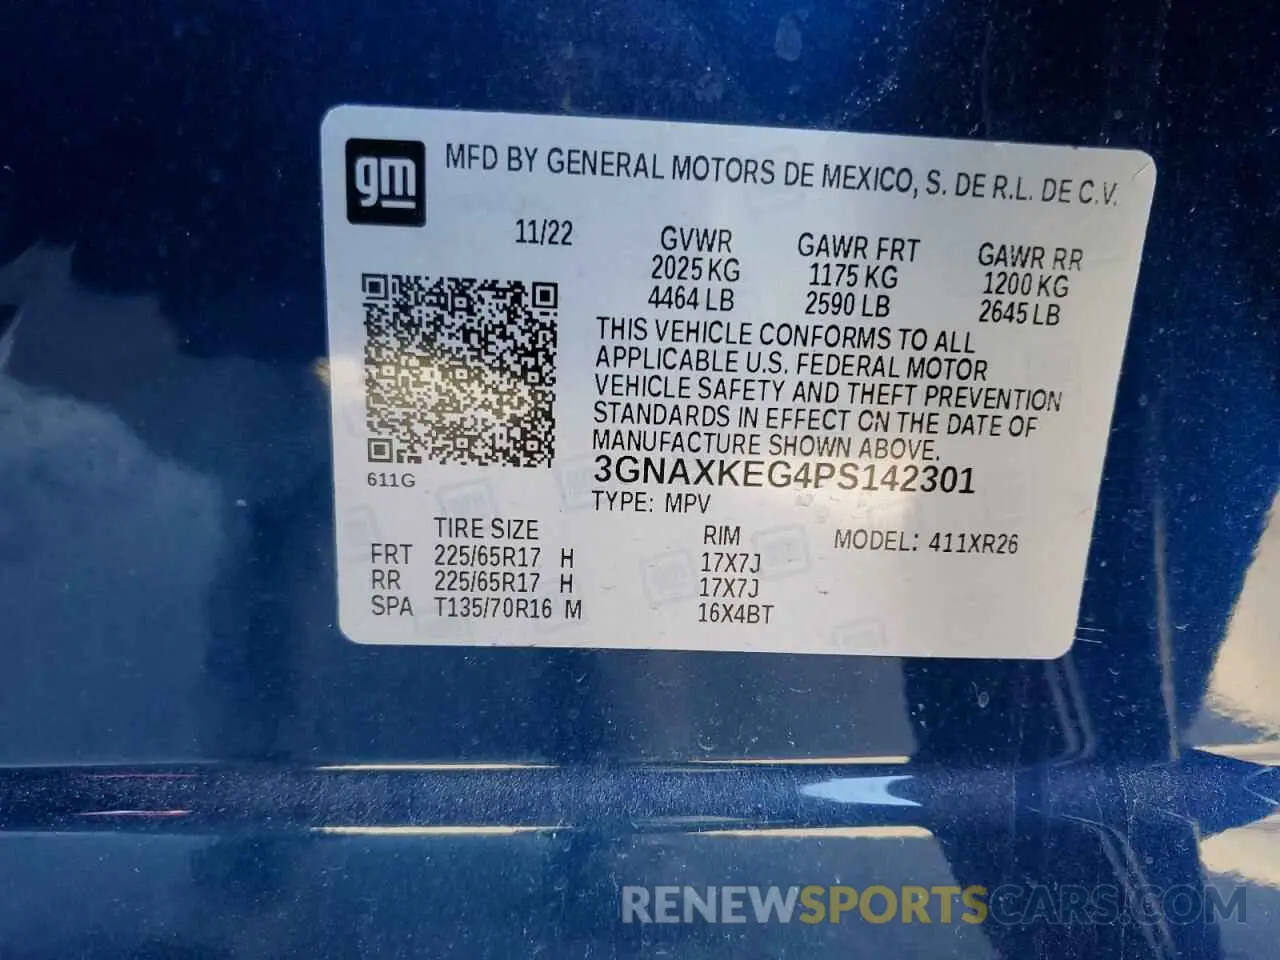 gm
MFD BY GENERAL MOTORS DE MEXICO, S. DE R.L. DE C.V.
11/22
GVWR GAWR FRT GAWR RR
2025 KG 1175 KG 1200 KG
4464 LB 2590 LB 2645 LB
THIS VEHICLE CONFORMS TO ALL
APPLICABLE U.S. FEDERAL MOTOR
VEHICLE SAFETY AND THEFT PREVENTION
STANDARDS IN EFFECT ON THE DATE OF
MANUFACTURE SHOWN ABOVE.
3GNAXKEG4PS142301
611G
TYPE: MPV
TIRE SIZE RIM MODEL: 411XR26
FRT 225/65R17 H 17X7J
RR 225/65R17 H 17X7J
SPA T135/70R16 M 16X4BT
RENEWSPORTSCARS.COM